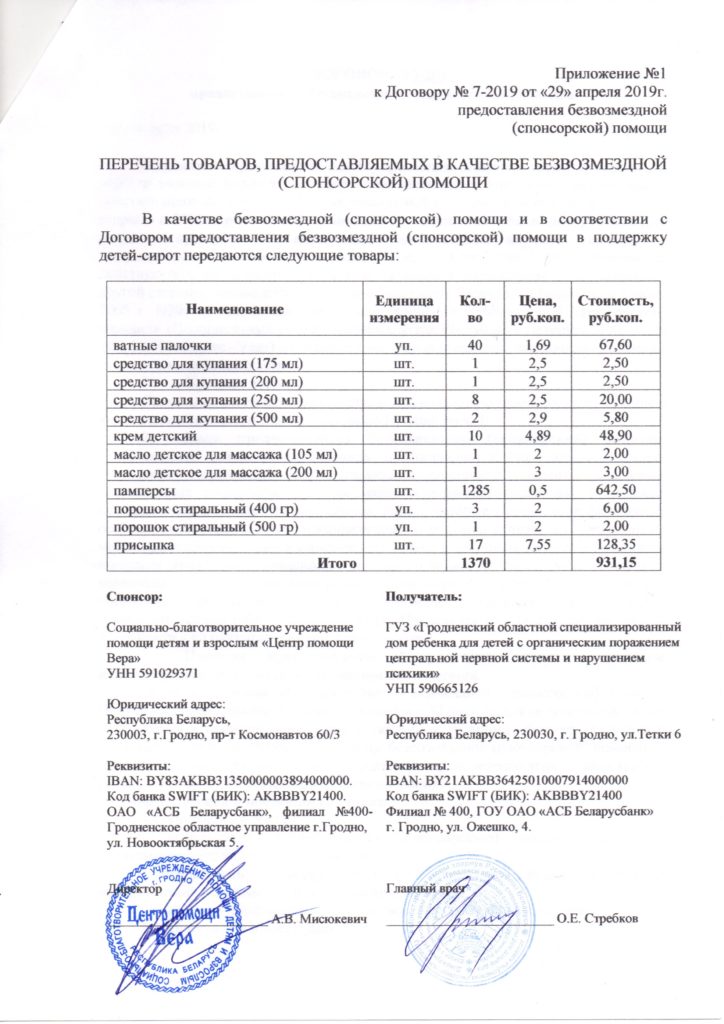 Приложение №1
к Договору № 7-2019 от «29» апреля 2019г.
предоставления безвозмездной
(спонсорской) помощи
ПЕРЕЧЕНЬ ТОВАРОВ, ПРЕДОСТАВЛЯЕМЫХ В КАЧЕСТВЕ БЕЗВОЗМЕЗДНОЙ
(СПОНСОРСКОЙ) ПОМОЩИ
В качестве безвозмездной (спонсорской) помощи и в соответствии с
Договором предоставления безвозмездной (спонсорской) помощи в поддержку
детей-сирот передаются следующие товары:
Наименование Единица измерения Кол-во Цена, руб.коп. Стоимость, руб.коп.
ватные палочки уп. 40 1,69 67,60
средство для купания (175 мл) шт. 1 2,5 2,50
средство для купания (200 мл) шт. 1 2,5 2,50
средство для купания (250 мл) шт. 8 2,5 20,00
средство для купания (500 мл) шт. 2 2,9 5,80
крем детский шт. 10 4,89 48,90
масло детское для массажа (105 мл) шт. 1 2 2,00
масло детское для массажа (200 мл) шт. 1 3 3,00
памперсы шт. 1285 0,5 642,50
порошок стиральный (400 гр) уп. 3 2 6,00
порошок стиральный (500 гр) уп. 1 2 2,00
присыпка шт. 17 7,55 128,35
Итого 1370 931,15
Спонсор:
Социально-благотворительное учреждение
помощи детям и взрослым «Центр помощи
Вера»
УНН 591029371
Юридический адрес:
Республика Беларусь,
230003, г.Гродно, пр-т Космонавтов 60/3
Реквизиты:
IBAN: BY83AKBB31350000003894000000.
Код банка SWIFT (БИК): AKBBBY21400.
ОАО «АСБ Беларусбанк», филиал №400-
Гродненское областное управление г.Гродно,
ул. Новооктябрьская 5.
Директор
А.В. Мисюкевич
Получатель:
ГУЗ «Гродненский областной специализированный
дом ребенка для детей с органическим поражением
центральной нервной системы и нарушением
психики»
УНП 590665126
Юридический адрес:
Республика Беларусь, 230030, г. Гродно, ул.Тетки 6
Реквизиты:
IBAN: BY21AKBB36425010007914000000
Код банка SWIFT (БИК): AKBBBY21400
Филиал № 400, ГОУ ОАО «АСБ Беларусбанк»
г. Гродно, ул. Ожешко, 4.
Главный врач
О.Е. Стребков
СОЦИАЛЬНО-БЛАГОТВОРИТЕЛЬНОЕ УЧРЕЖДЕНИЕ ПОМОЩИ ДЕТЯМ И ВЗРОСЛЫМ
г. ГРОДНО
Центр помощи
Вера
РЕСПУБЛИКА БЕЛАРУСЬ